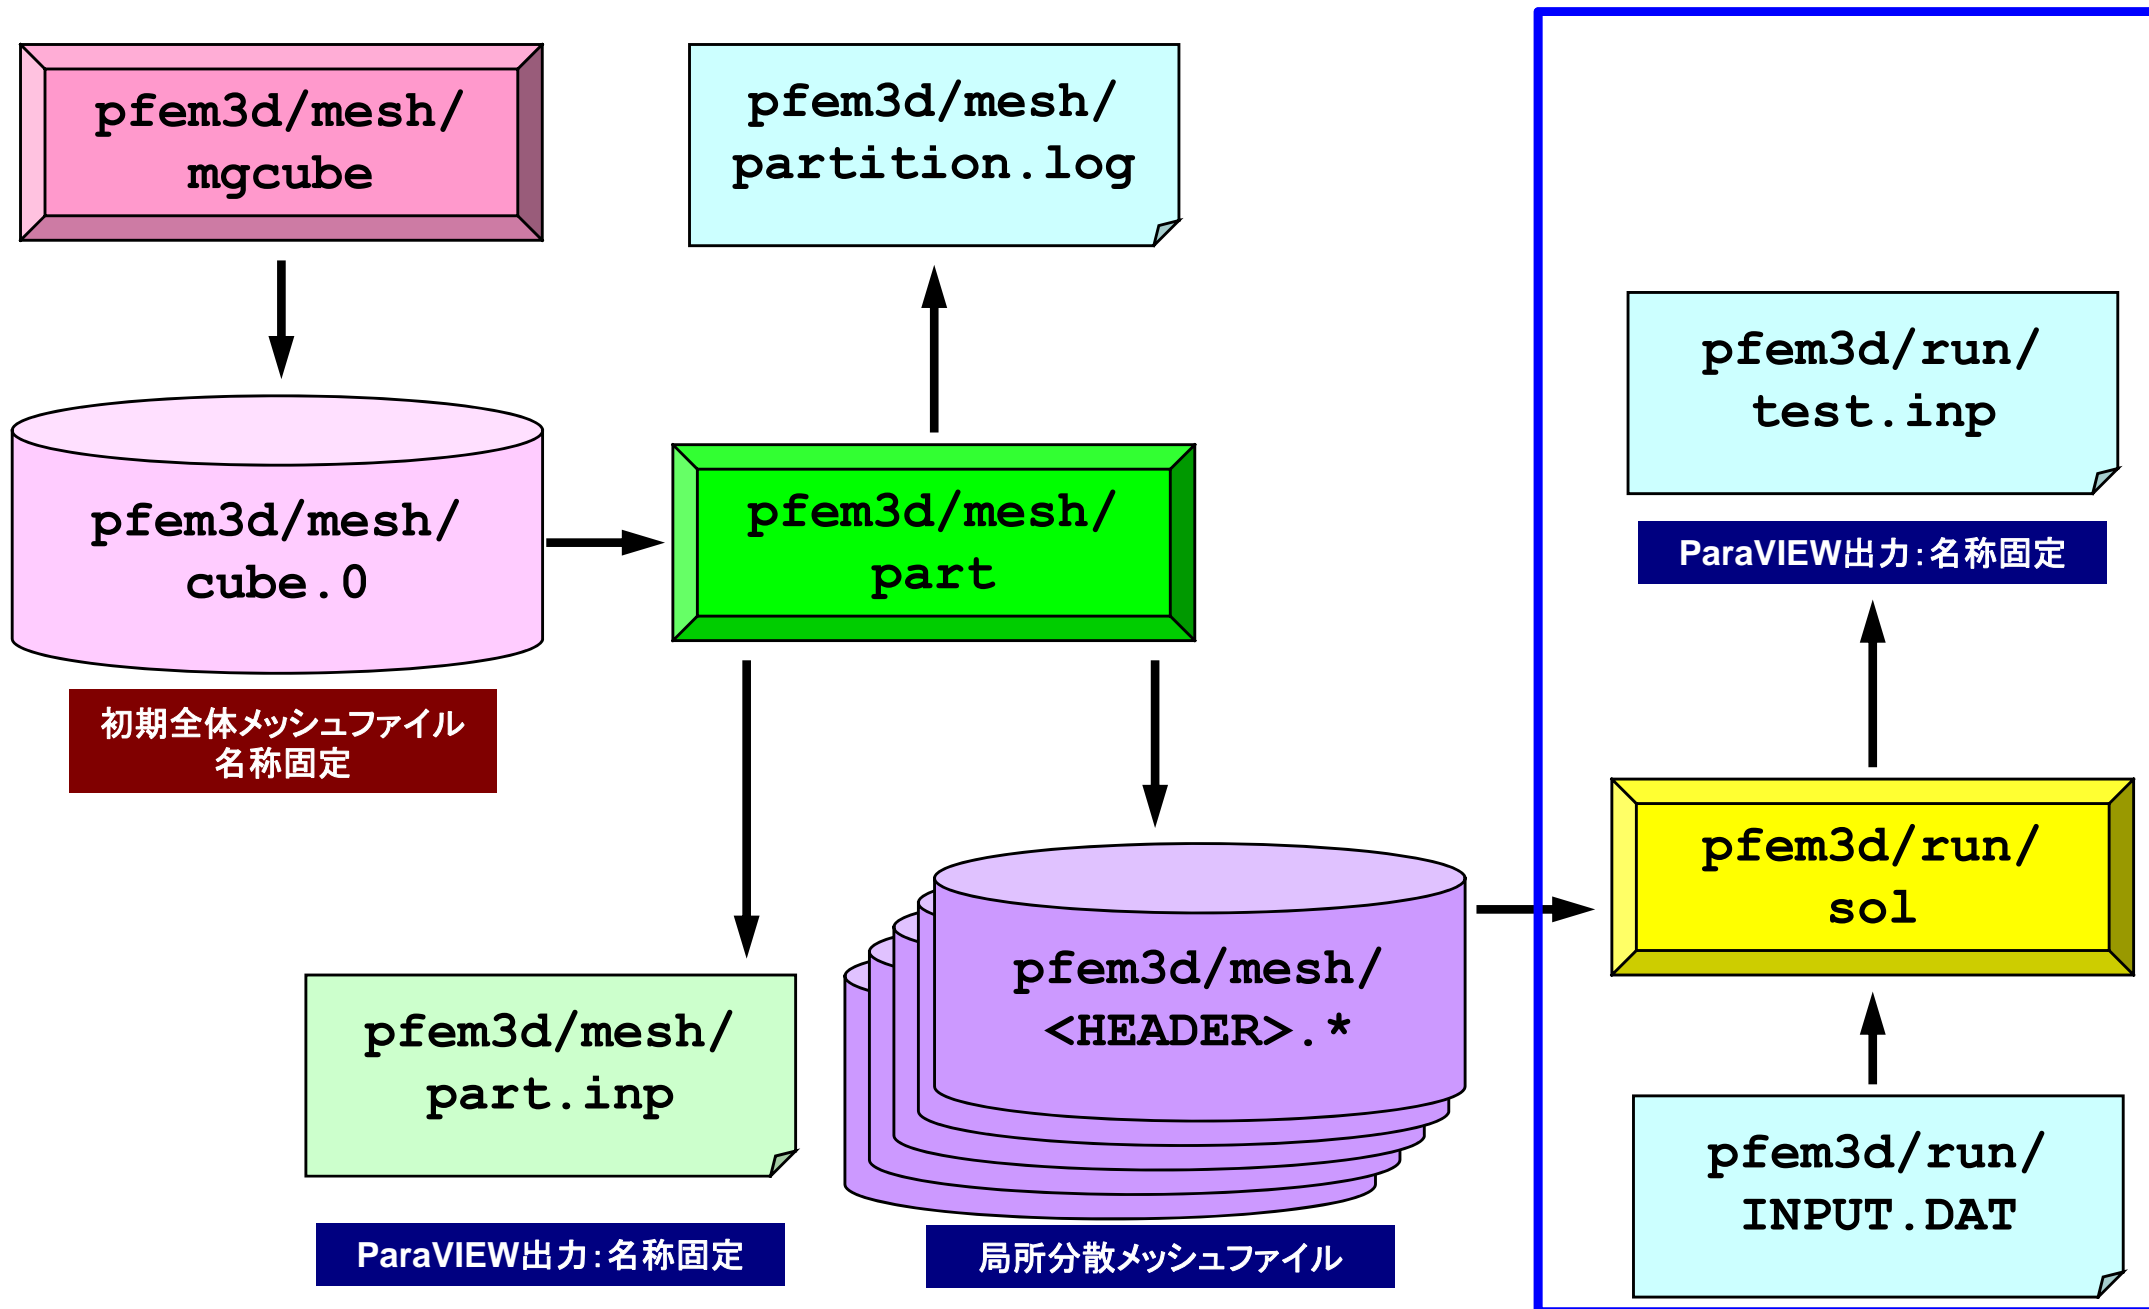 pfem3d/mesh/
mgcube
pfem3d/mesh/
partition.log
pfem3d/mesh/
cube.0
初期全体メッシュファイル
名称固定
pfem3d/mesh/
part
pfem3d/mesh/
part.inp
ParaVIEW出力：名称固定
pfem3d/mesh/
<HEADER>.*
局所分散メッシュファイル
pfem3d/run/
test.inp
ParaVIEW出力：名称固定
pfem3d/run/
sol
pfem3d/run/
INPUT.DAT